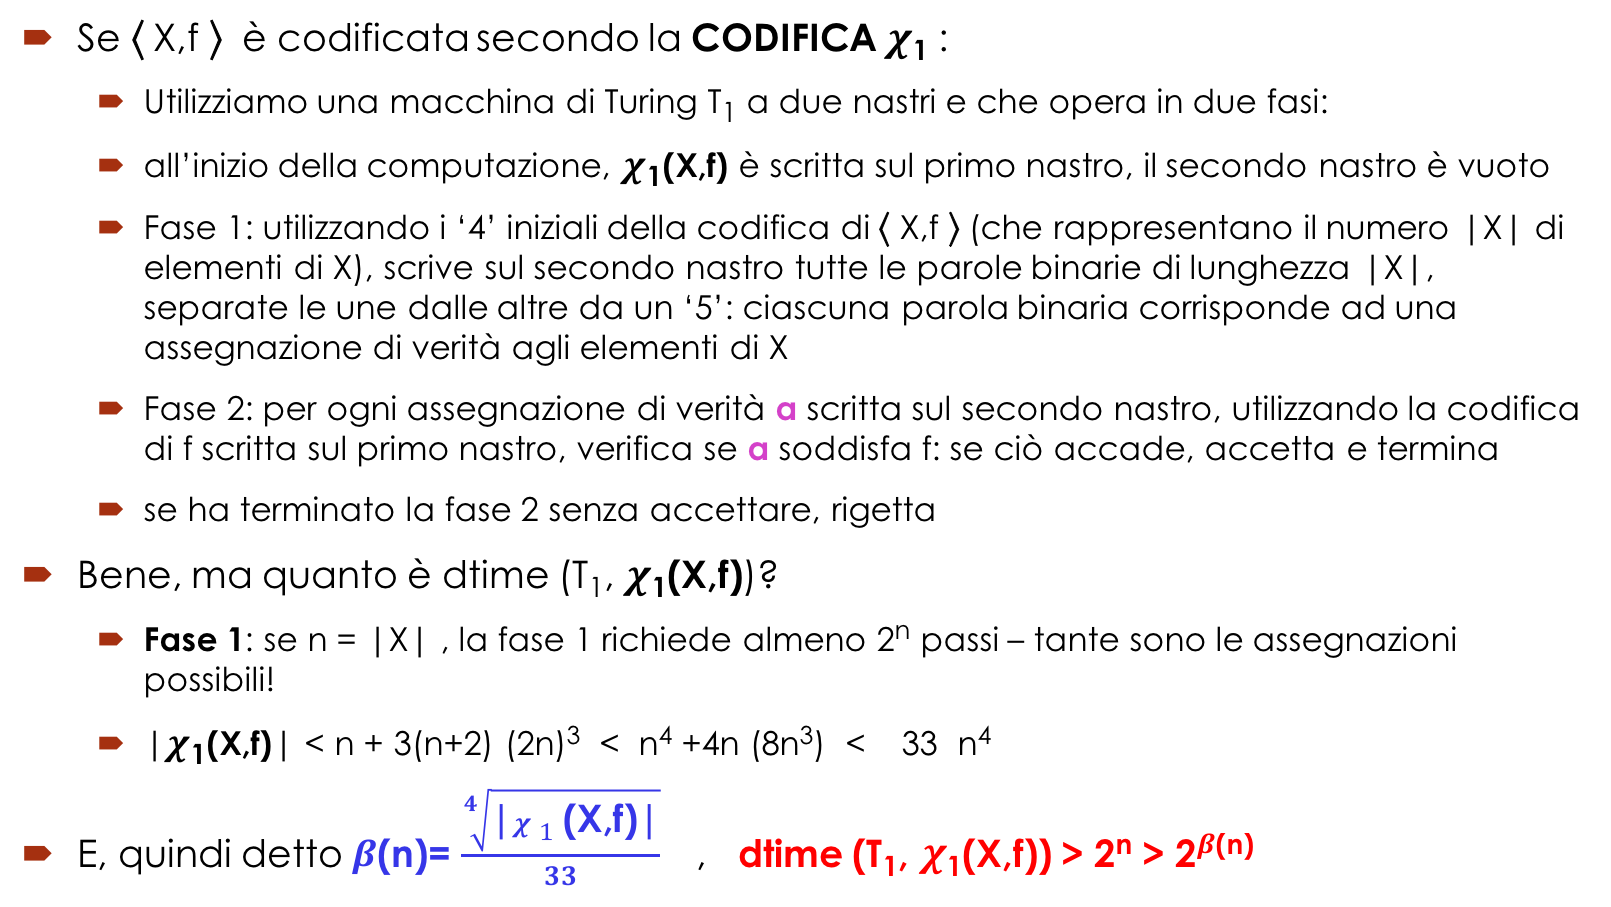 Se ⟨ X,f ⟩ è codificata secondo la CODIFICA χ₁ :
Utilizziamo una macchina di Turing T₁ a due nastri e che opera in due fasi:
all’inizio della computazione, χ₁(X,f) è scritta sul primo nastro, il secondo nastro è vuoto
Fase 1: utilizzando i ‘4’ iniziali della codifica di ⟨ X,f ⟩ (che rappresentano il numero |X| di
elementi di X), scrive sul secondo nastro tutte le parole binarie di lunghezza |X|,
separate le une dalle altre da un ‘5’: ciascuna parola binaria corrisponde ad una
assegnazione di verità agli elementi di X
Fase 2: per ogni assegnazione di verità a scritta sul secondo nastro, utilizzando la codifica
di f scritta sul primo nastro, verifica se a soddisfa f: se ciò accade, accetta e termina
se ha terminato la fase 2 senza accettare, rigetta
Bene, ma quanto è dtime (T₁, χ₁(X,f))?
Fase 1: se n = |X| , la fase 1 richiede almeno 2ⁿ passi – tante sono le assegnazioni
possibili!
|χ₁(X,f)| < n + 3(n+2) (2n)³ < n⁴ +4n (8n³) < 33 n⁴
E, quindi detto β(n)= ⁴√|χ₁(X,f)| / 33 , dtime (T₁, χ₁(X,f)) > 2ⁿ > 2^β(n)